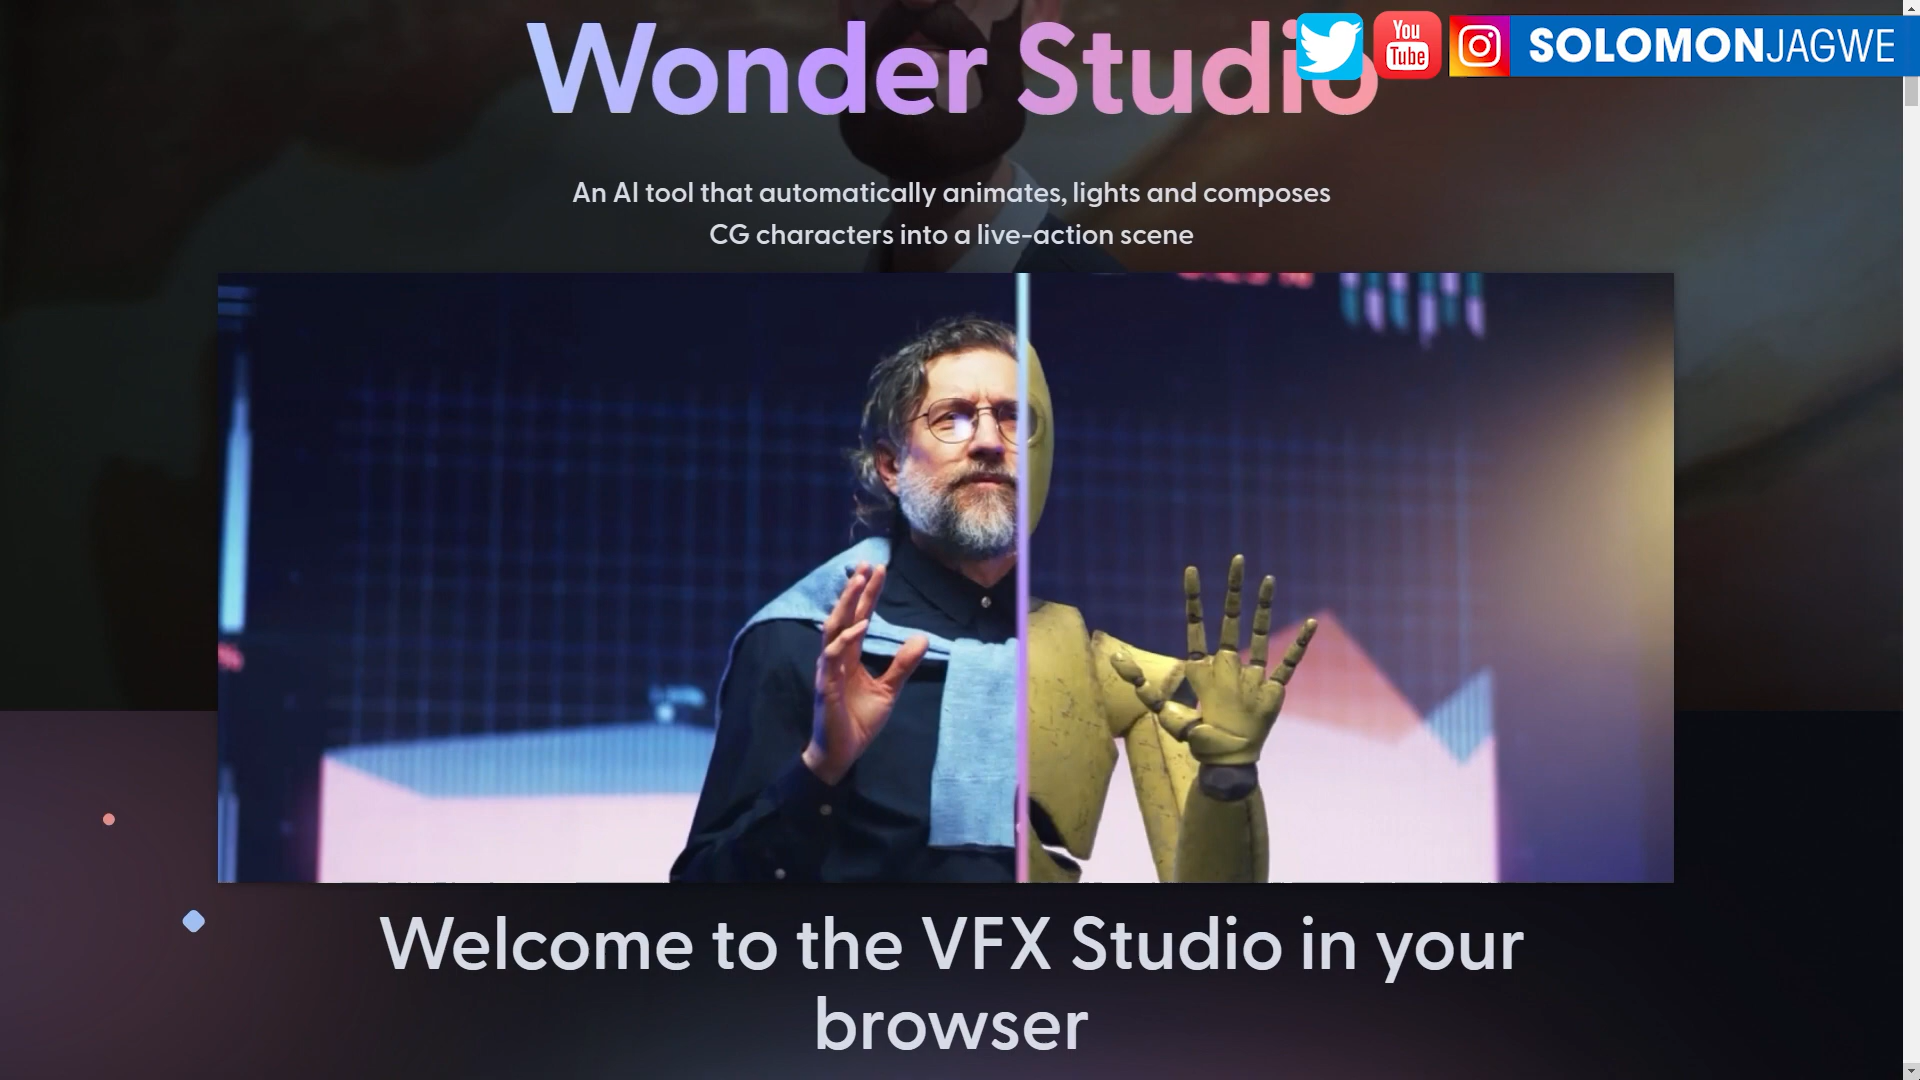 Wonder Studio
You
Tube
SOLOMONJAGWE
An AI tool that automatically animates, lights and composes
CG characters into a live-action scene
Welcome to the VFX Studio in your
browser